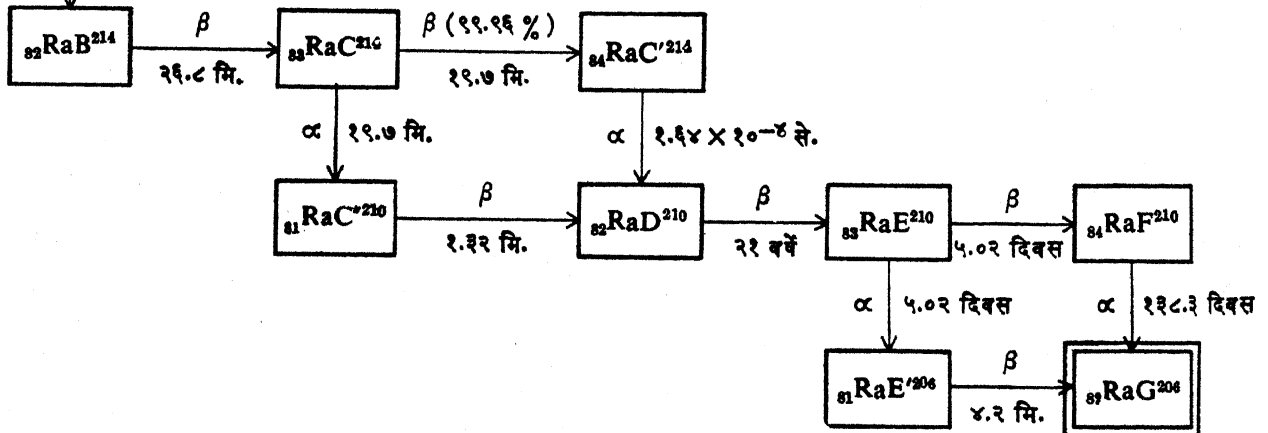 β β (९९.९६ %)
₈₂RaB²¹⁴ ₈₃RaC²¹⁴ ₈₄RaC′²¹⁴
२६.८ मि. १९.७ मि.
α १९.७ मि. α १.६४ × १०⁻⁴ से.
β β β
₈₁RaC″²¹⁰ ₈₂RaD²¹⁰ ₈₃RaE²¹⁰ ₈₄RaF²¹⁰
१.३२ मि. २१ वर्षे ५.०२ दिवस
α ५.०२ दिवस α १३८.३ दिवस
β
₈₁RaE′²⁰⁶ ₈₂RaG²⁰⁶
४.२ मि.